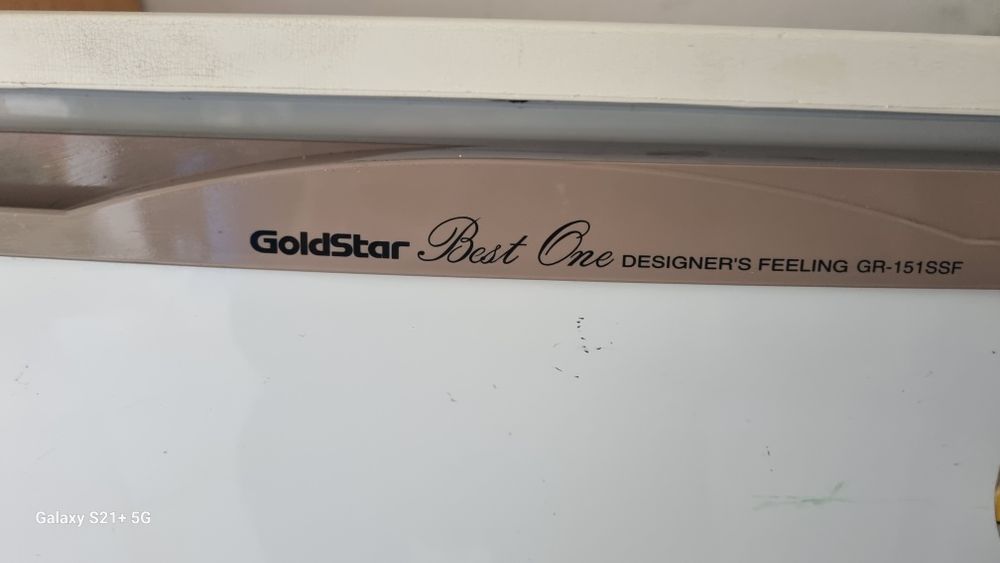 GoldStar Best One DESIGNER'S FEELING GR-151SSF
Galaxy S21+ 5G